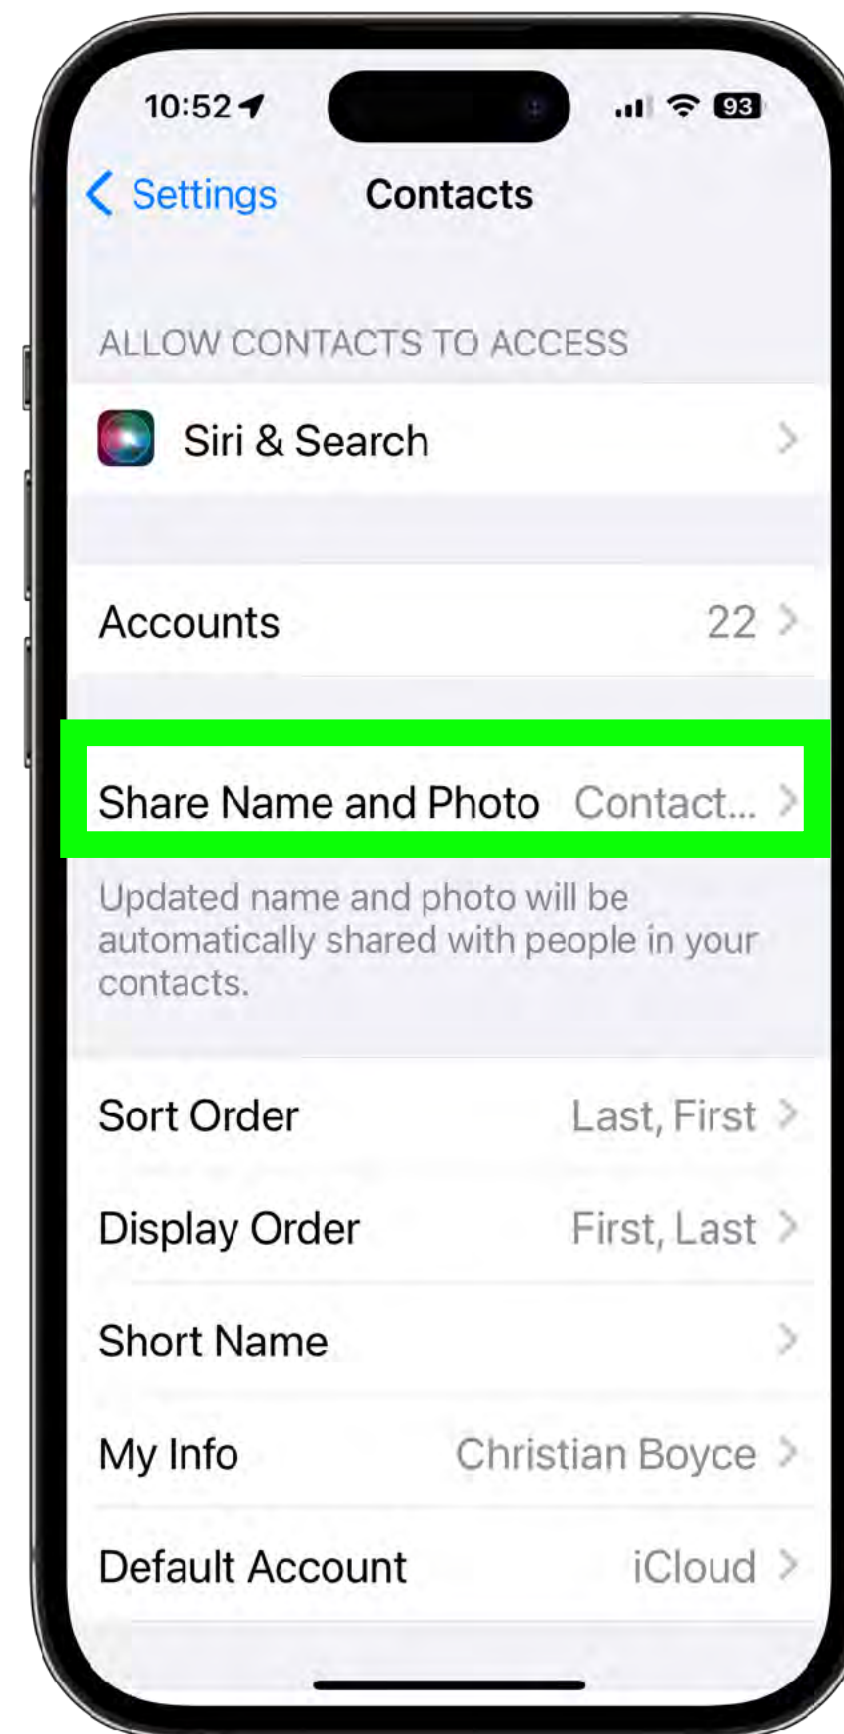 10:52 93
Settings Contacts
ALLOW CONTACTS TO ACCESS
Siri & Search
Accounts 22
Share Name and Photo Contact...
Updated name and photo will be
automatically shared with people in your
contacts.
Sort Order Last, First
Display Order First, Last
Short Name
My Info Christian Boyce
Default Account iCloud